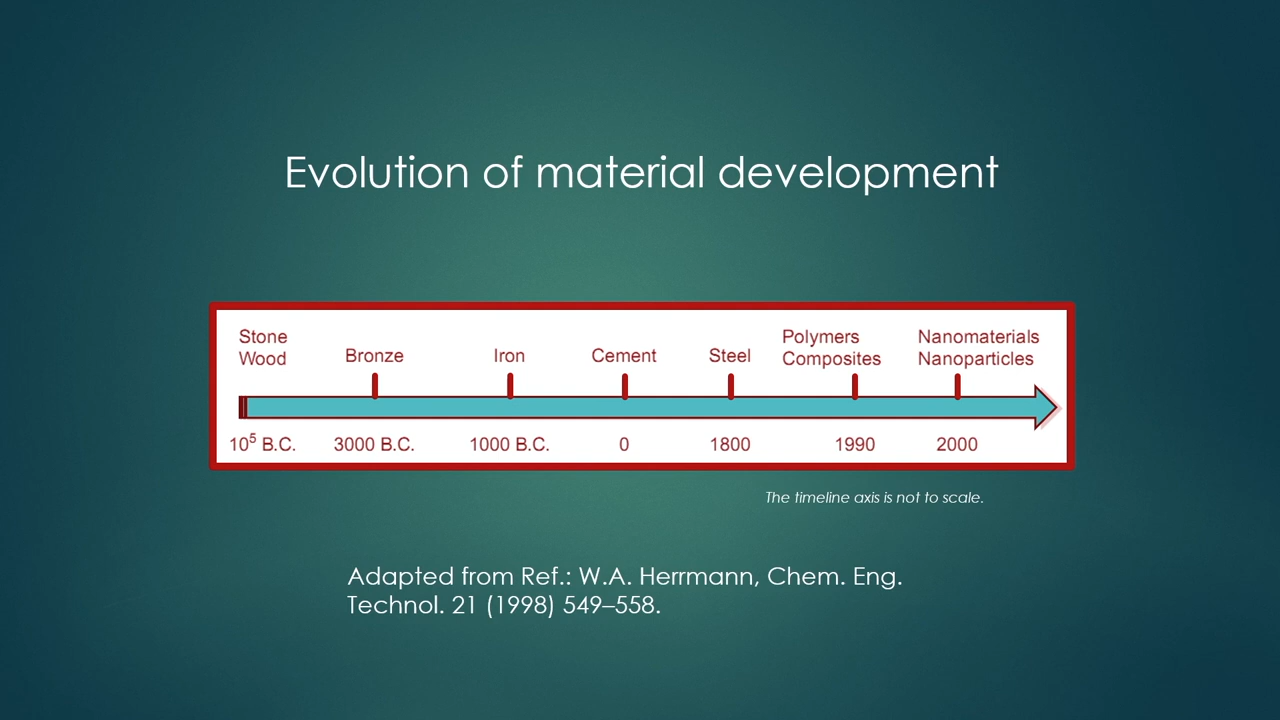 Evolution of material development
Stone
Wood
Bronze
Iron
Cement
Steel
Polymers
Composites
Nanomaterials
Nanoparticles
10⁵ B.C.
3000 B.C.
1000 B.C.
0
1800
1990
2000
The timeline axis is not to scale.
Adapted from Ref.: W.A. Herrmann, Chem. Eng.
Technol. 21 (1998) 549–558.